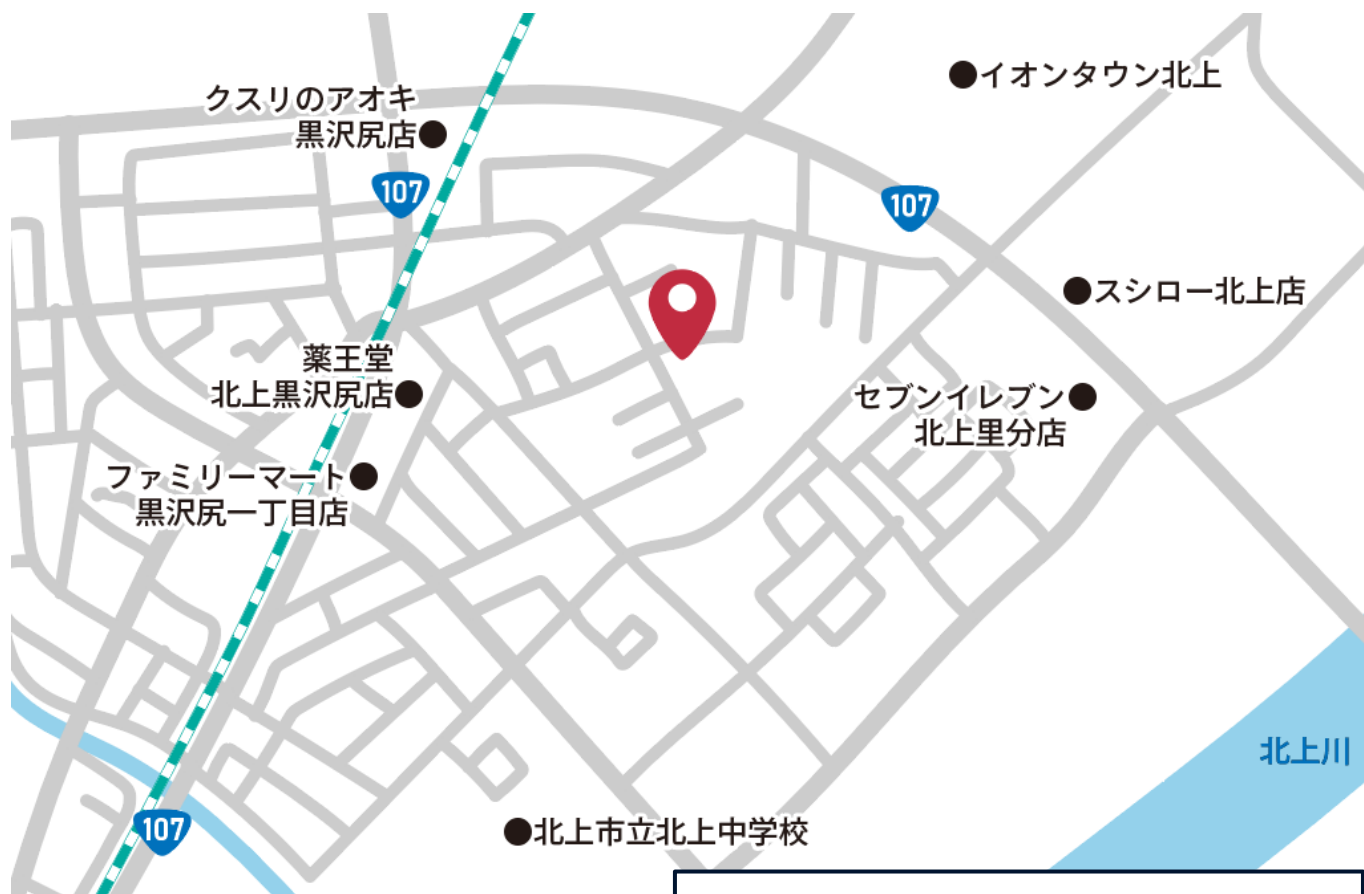 イオンタウン北上
クスリのアオキ
黒沢尻店
107
107
スシロー北上店
薬王堂
北上黒沢尻店
セブンイレブン
北上里分店
ファミリーマート
黒沢尻一丁目店
北上川
107
北上市立北上中学校